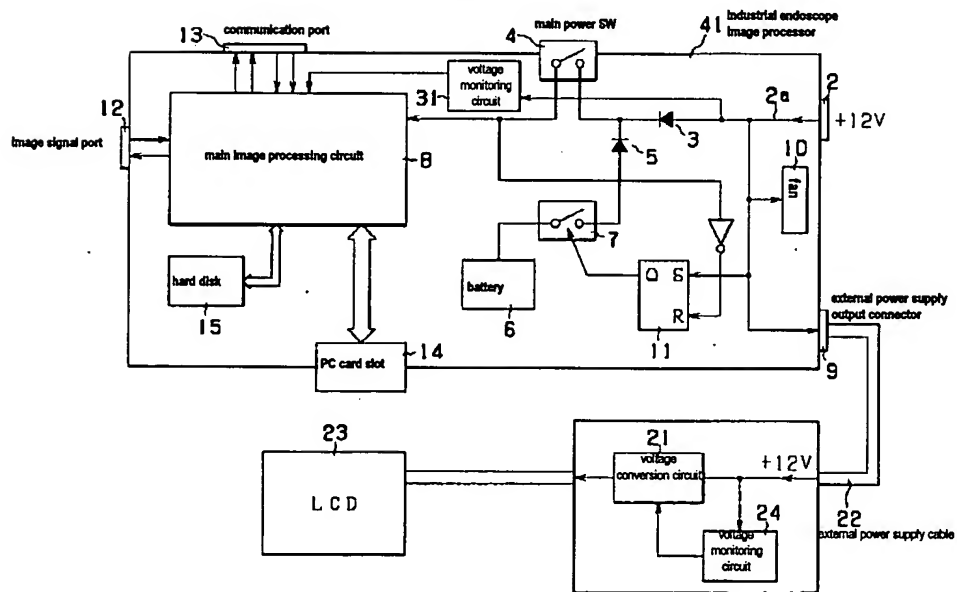 communication port
13
main power SW
4
41
Industrial endoscope
Image processor
12
Image signal port
voltage
monitoring
circuit
31
2
2a
+12V
3
5
10
fan
main image processing circuit
8
7
hard disk
15
battery
6
Q S
R
11
external power supply
output connector
9
PC card slot
14
23
LCD
21
voltage
conversion circuit
+12V
22
24
external power supply cable
voltage
monitoring
circuit